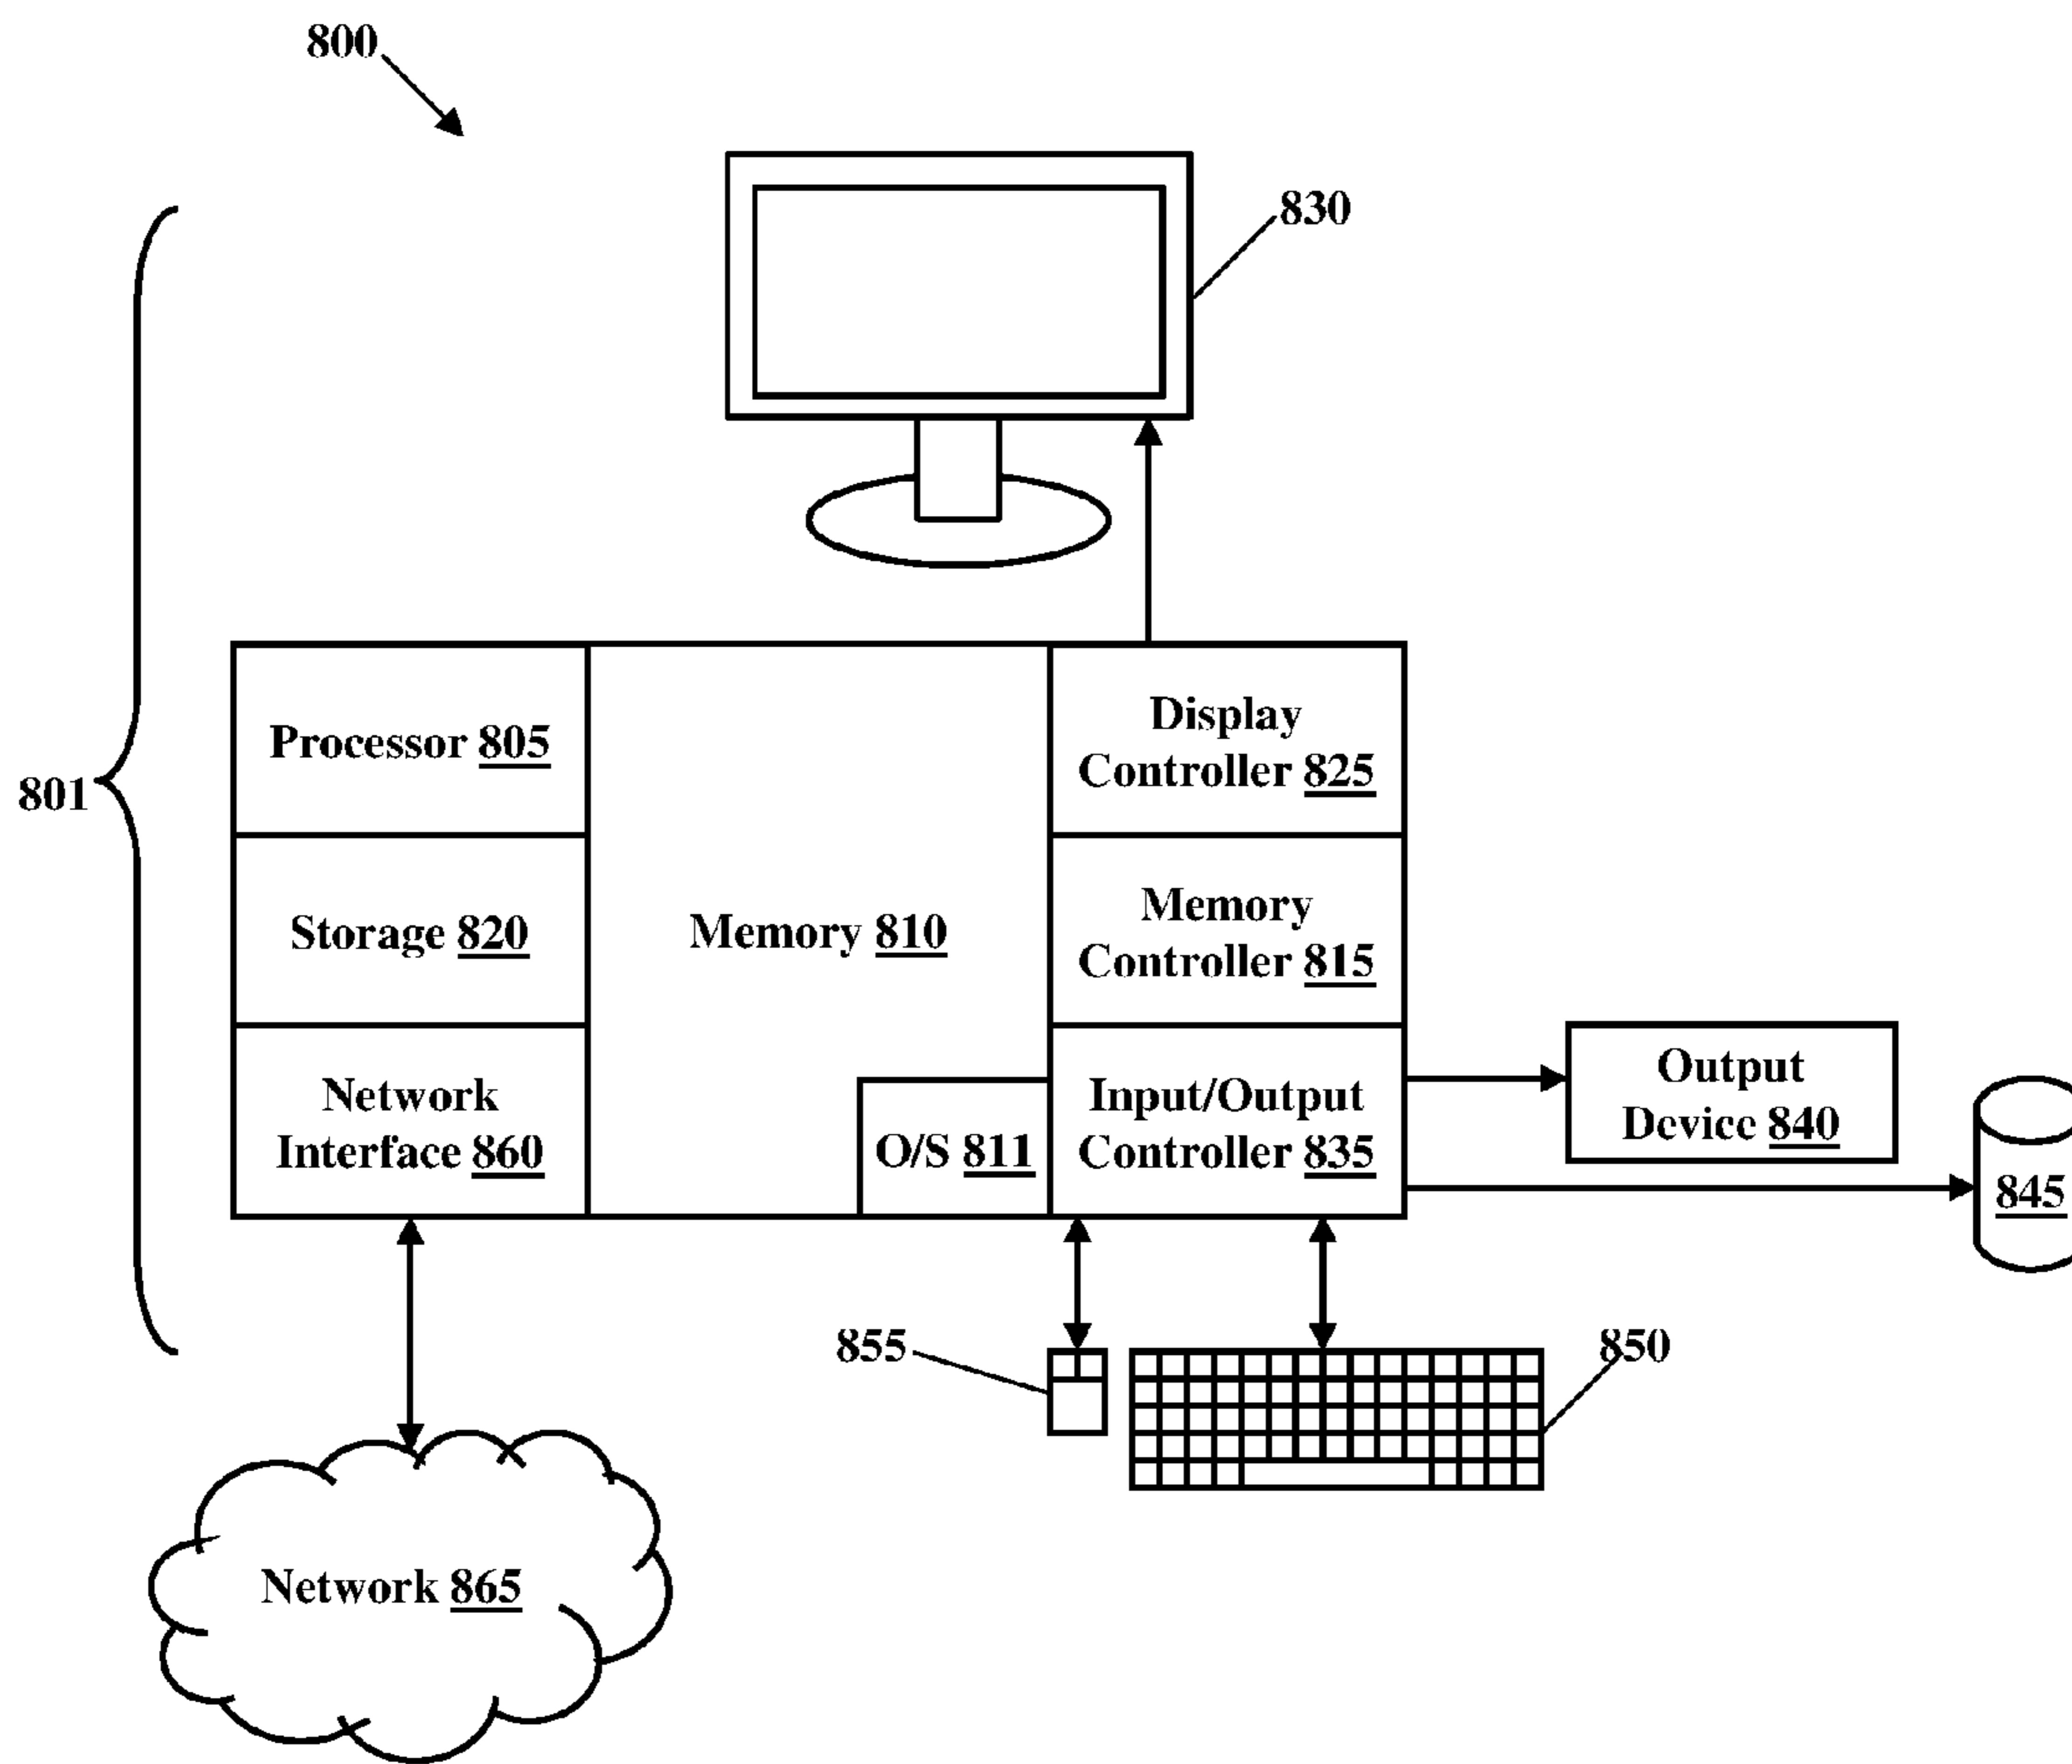 800
830
801
Processor 805
Storage 820
Network
Interface 860
Memory 810
O/S 811
Display
Controller 825
Memory
Controller 815
Input/Output
Controller 835
Output
Device 840
845
855
850
Network 865